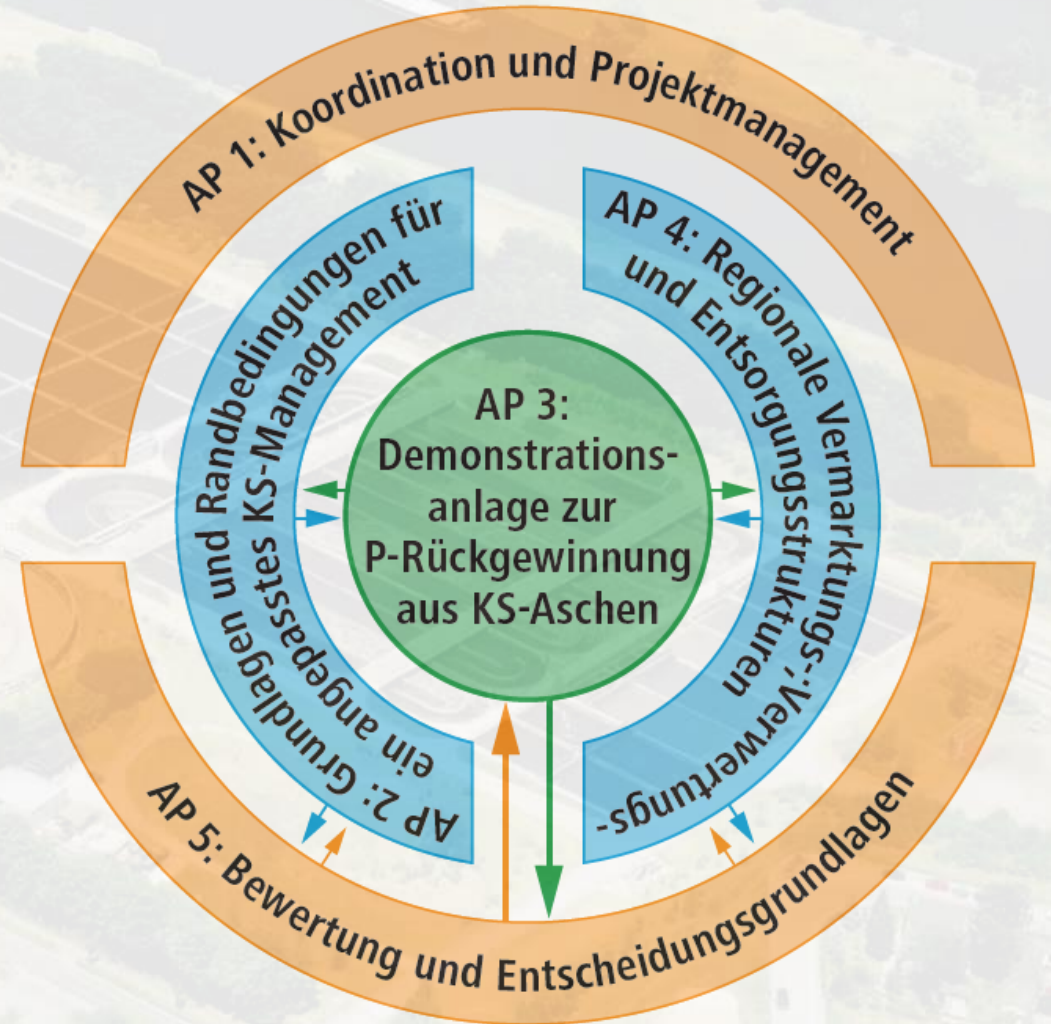 AP 1: Koordination und Projektmanagement
AP 2: Grundlagen und Randbedingungen für
ein angepasstes KS-Management
AP 3:
Demonstrations-
anlage zur
P-Rückgewinnung
aus KS-Aschen
AP 4: Regionale Vermarktungs-,Verwertungs-
und Entsorgungsstrukturen
AP 5: Bewertung und Entscheidungsgrundlagen